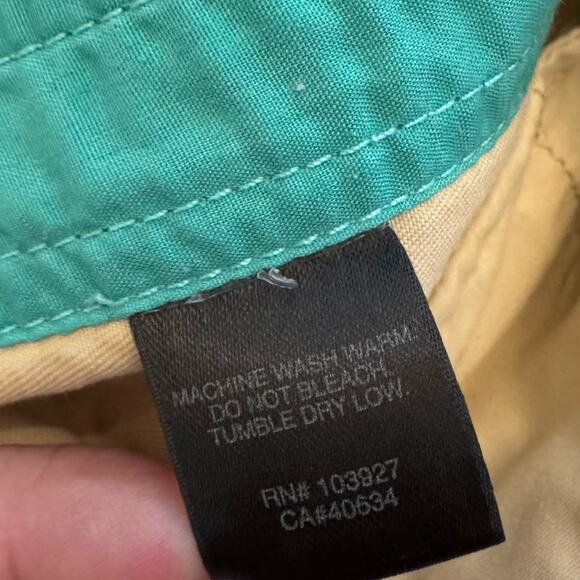 MACHINE WASH WARM.
DO NOT BLEACH.
TUMBLE DRY LOW.
RN# 103927
CA#40634